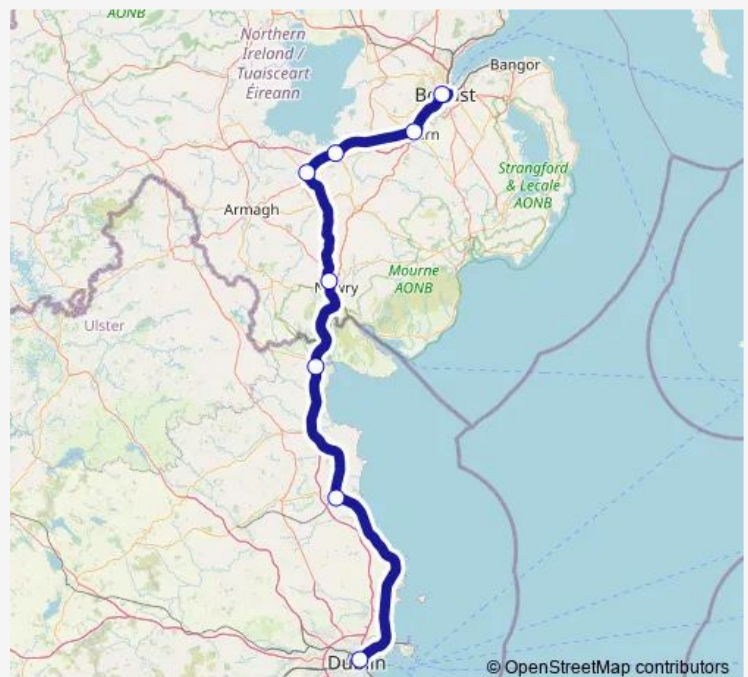 AONB
Northern
Ireland /
Tuaisceart
Éireann
Bangor
Strangford
& Lecale
AONB
Armagh
Mourne
AONB
Ulster
© OpenStreetMap contributors